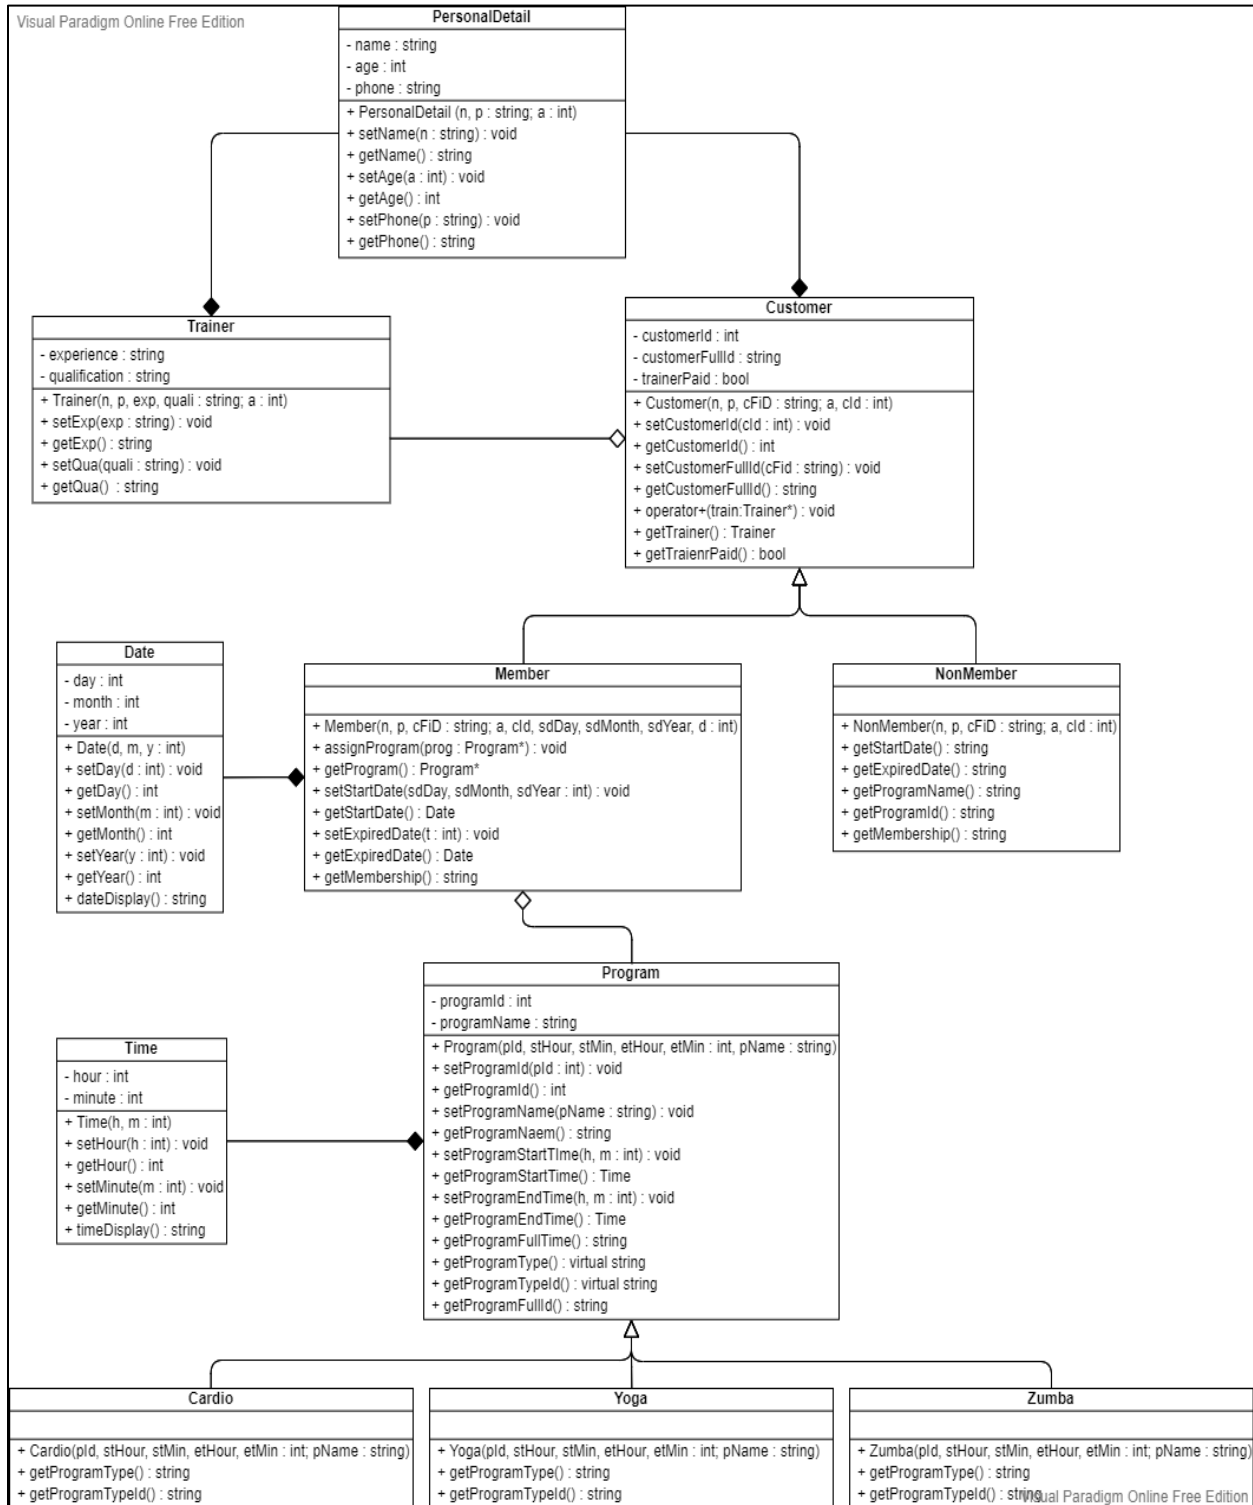 Visual Paradigm Online Free Edition
PersonalDetail
- name : string
- age : int
- phone : string
+ PersonalDetail (n, p : string; a : int)
+ setName(n : string) : void
+ getName() : string
+ setAge(a : int) : void
+ getAge() : int
+ setPhone(p : string) : void
+ getPhone() : string
Trainer
- experience : string
- qualification : string
+ Trainer(n, p, exp, quali : string; a : int)
+ setExp(exp : string) : void
+ getExp() : string
+ setQua(quali : string) : void
+ getQua() : string
Customer
- customerId : int
- customerFullId : string
- trainerPaid : bool
+ Customer(n, p, cFiD : string; a, cId : int)
+ setCustomerId(cId : int) : void
+ getCustomerId() : int
+ setCustomerFullId(cFid : string) : void
+ getCustomerFullId() : string
+ operator+(train:Trainer*) : void
+ getTrainer() : Trainer
+ getTraienrPaid() : bool
Date
- day : int
- month : int
- year : int
+ Date(d, m, y : int)
+ setDay(d : int) : void
+ getDay() : int
+ setMonth(m : int) : void
+ getMonth() : int
+ setYear(y : int) : void
+ getYear() : int
+ dateDisplay() : string
Member
+ Member(n, p, cFiD : string; a, cId, sdDay, sdMonth, sdYear, d : int)
+ assignProgram(prog : Program*) : void
+ getProgram() : Program*
+ setStartDate(sdDay, sdMonth, sdYear : int) : void
+ getStartDate() : Date
+ setExpiredDate(t : int) : void
+ getExpiredDate() : Date
+ getMembership() : string
NonMember
+ NonMember(n, p, cFiD : string; a, cId : int)
+ getStartDate() : string
+ getExpiredDate() : string
+ getProgramName() : string
+ getProgramId() : string
+ getMembership() : string
Program
- programId : int
- programName : string
+ Program(pId, stHour, stMin, etHour, etMin : int, pName : string)
+ setProgramId(pId : int) : void
+ getProgramId() : int
+ setProgramName(pName : string) : void
+ getProgramNaem() : string
+ setProgramStartTIme(h, m : int) : void
+ getProgramStartTime() : Time
+ setProgramEndTime(h, m : int) : void
+ getProgramEndTime() : Time
+ getProgramFullTime() : string
+ getProgramType() : virtual string
+ getProgramTypeId() : virtual string
+ getProgramFullId() : string
Time
- hour : int
- minute : int
+ Time(h, m : int)
+ setHour(h : int) : void
+ getHour() : int
+ setMinute(m : int) : void
+ getMinute() : int
+ timeDisplay() : string
Cardio
+ Cardio(pId, stHour, stMin, etHour, etMin : int; pName : string)
+ getProgramType() : string
+ getProgramTypeId() : string
Yoga
+ Yoga(pId, stHour, stMin, etHour, etMin : int; pName : string)
+ getProgramType() : string
+ getProgramTypeId() : string
Zumba
+ Zumba(pId, stHour, stMin, etHour, etMin : int; pName : string)
+ getProgramType() : string
+ getProgramTypeId() : string
Visual Paradigm Online Free Edition